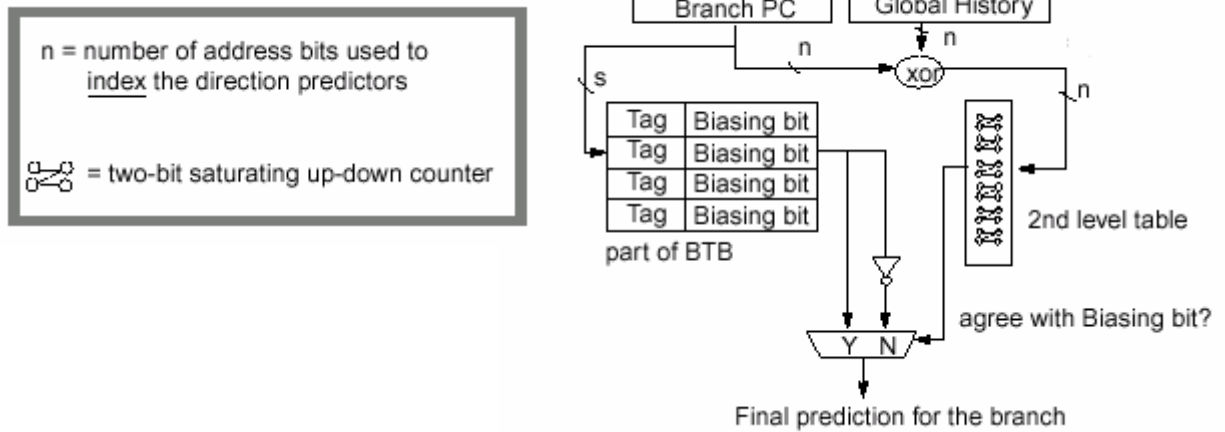 n = number of address bits used to
index the direction predictors
= two-bit saturating up-down counter
Branch PC
Global History
n
n
xor
s
n
Tag Biasing bit
Tag Biasing bit
Tag Biasing bit
Tag Biasing bit
part of BTB
2nd level table
agree with Biasing bit?
Y N
Final prediction for the branch